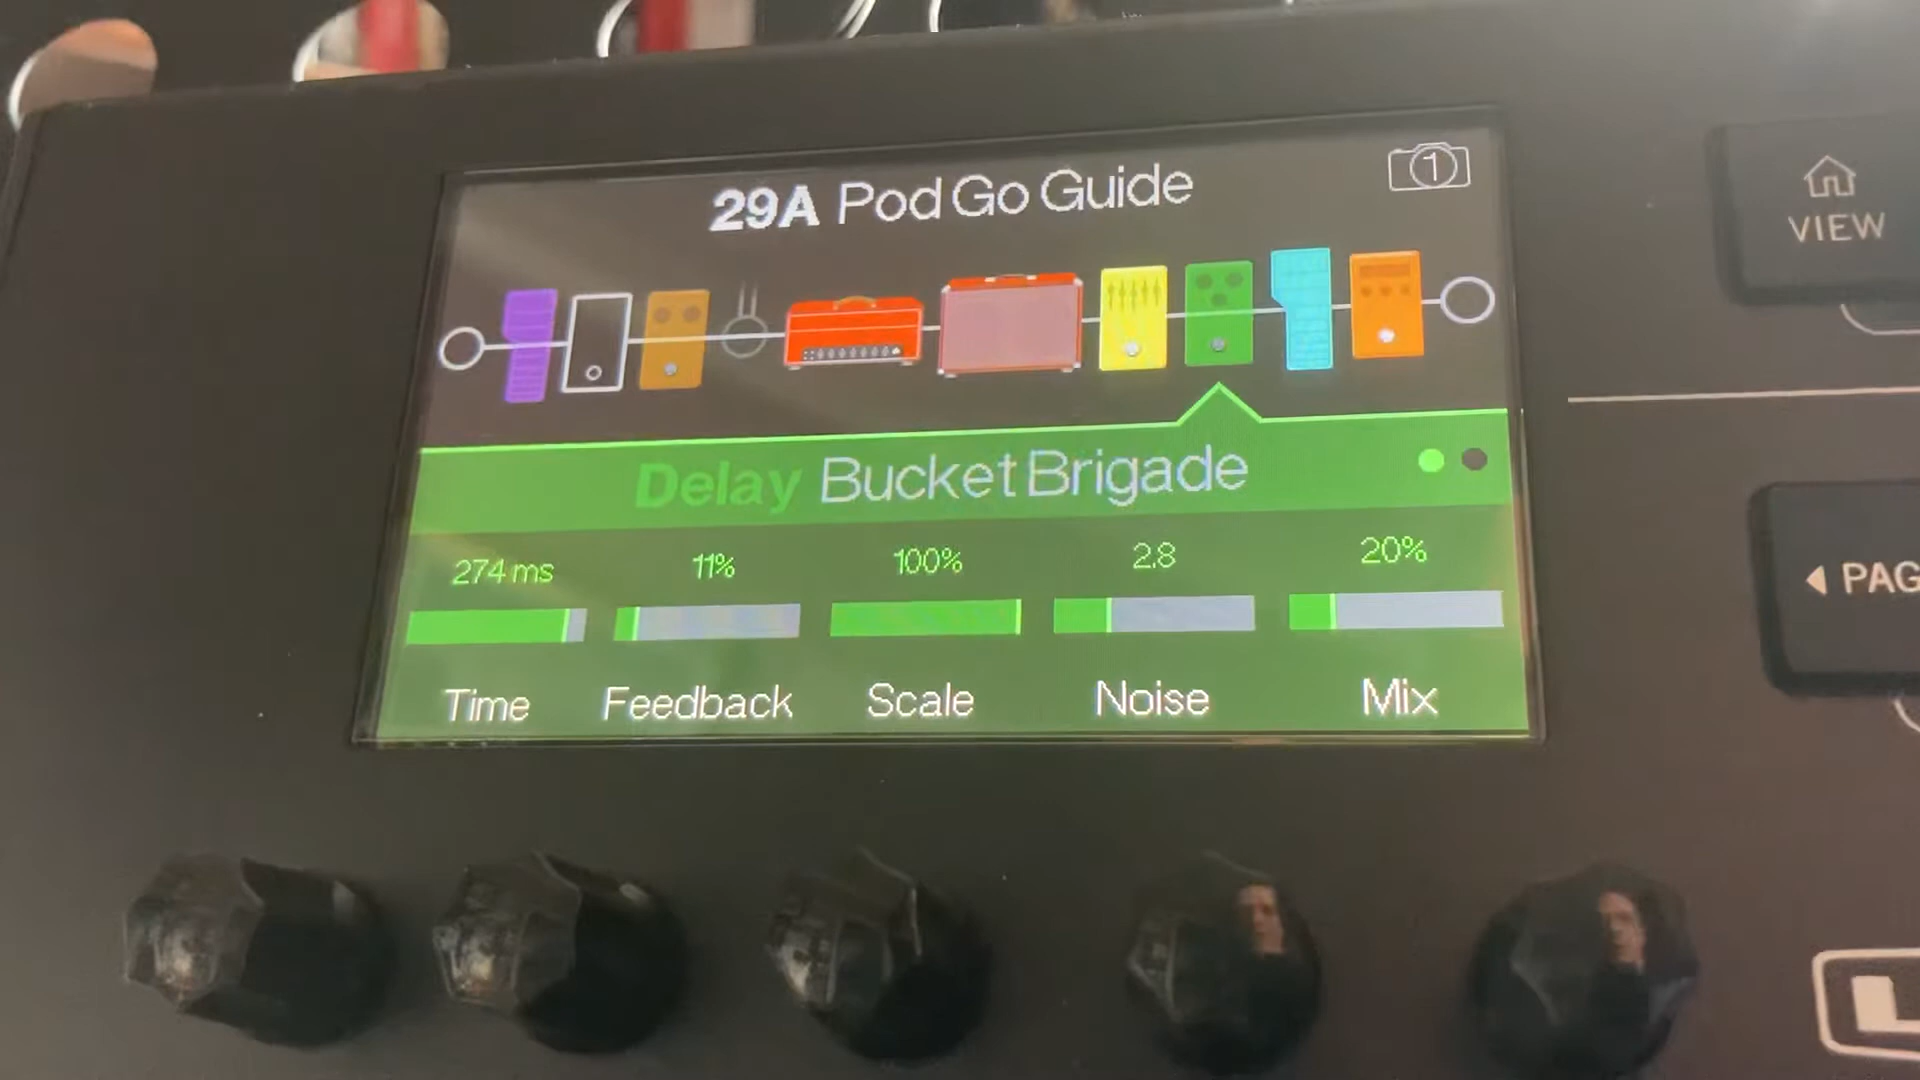 29A Pod Go Guide
1
VIEW
Delay Bucket Brigade
274 ms 11% 100% 2.8 20%
Time Feedback Scale Noise Mix
PAG
L